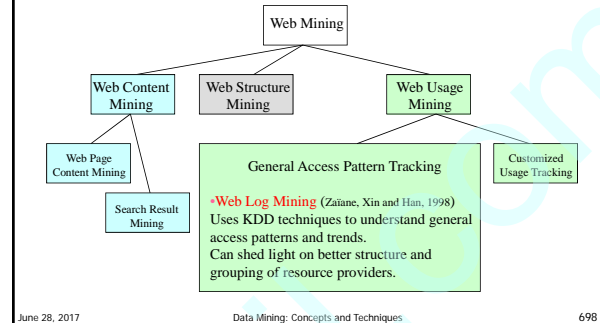 Web Mining
Web Content
Mining
Web Structure
Mining
Web Usage
Mining
Web Page
Content Mining
Search Result
Mining
General Access Pattern Tracking
•Web Log Mining (Zaïane, Xin and Han, 1998)
Uses KDD techniques to understand general
access patterns and trends.
Can shed light on better structure and
grouping of resource providers.
Customized
Usage Tracking
June 28, 2017 Data Mining: Concepts and Techniques 698